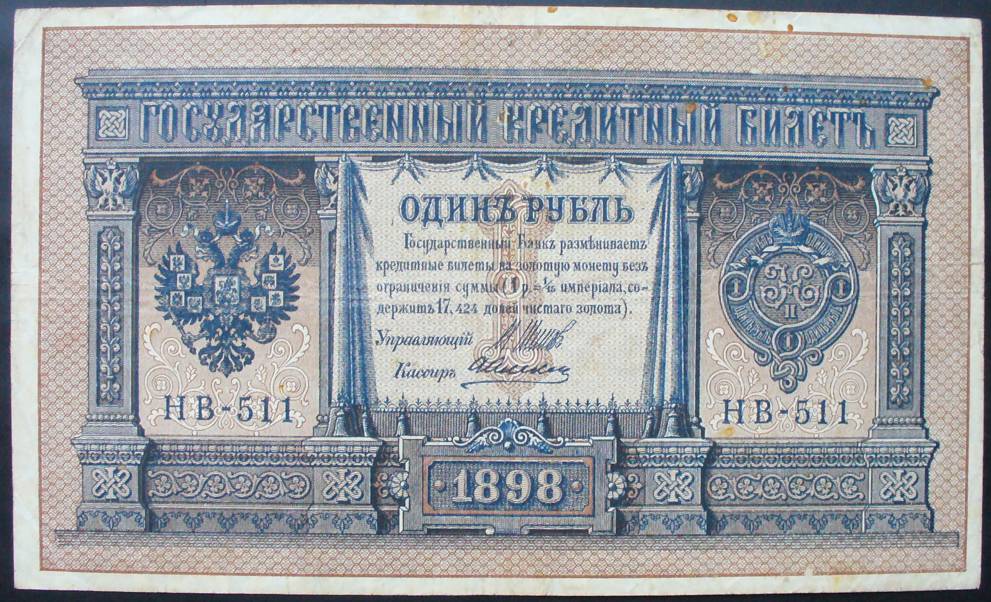 ГОСУДАРСТВЕННЫЙ КРЕДИТНЫЙ БИЛЕТЪ
ОДИНЪ РУБЛЬ
Государственный Банкъ размѣниваетъ
кредитные билеты на золотую монету безъ
ограниченія суммы (1 р. = 1/15 имперіала, со-
держитъ 17,424 долей чистаго золота).
Управляющій
Кассиръ
НВ-511
НВ-511
1898